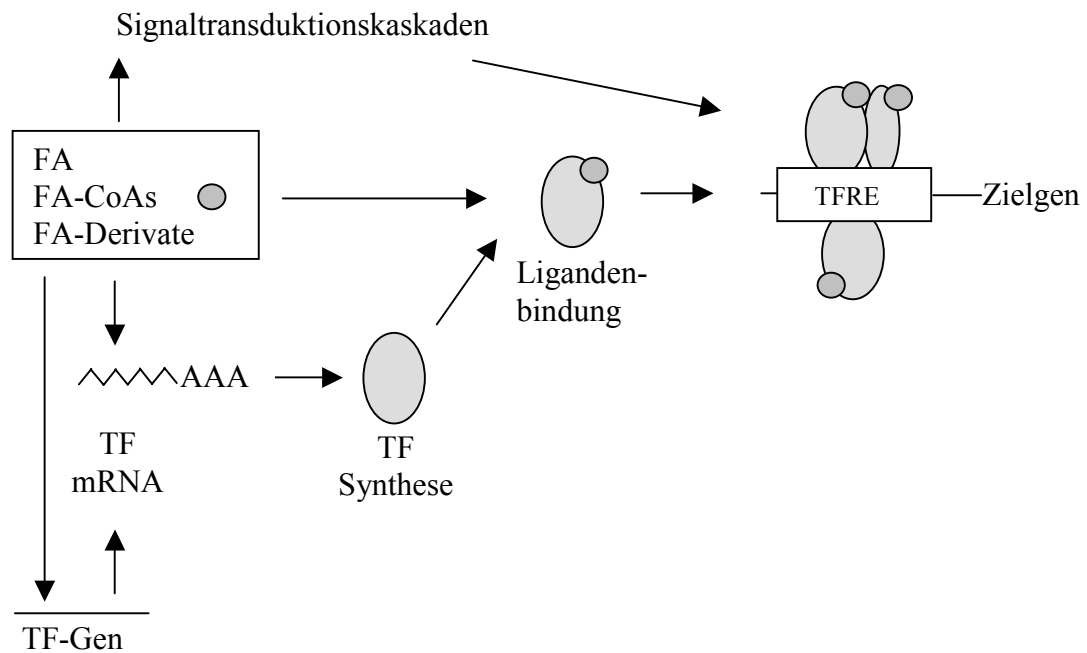 Signaltransduktionskaskaden
FA
FA-CoAs
FA-Derivate
TFRE
Zielgen
Liganden-
bindung
AAA
TF
mRNA
TF
Synthese
TF-Gen